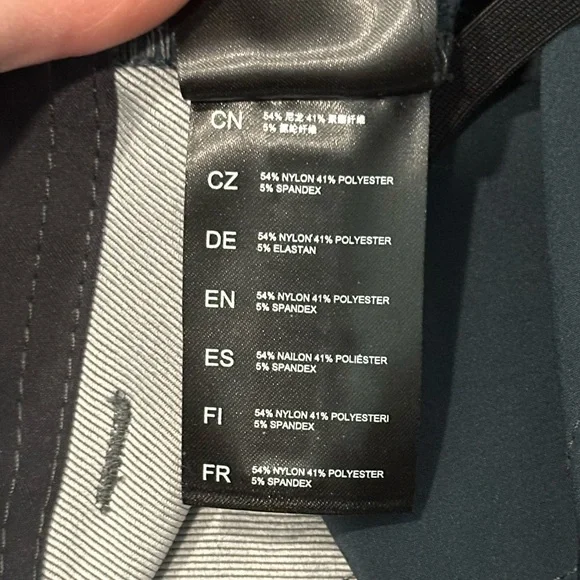 CN 54% 尼龙 41% 聚酯纤维
5% 氨纶纤维
CZ 54% NYLON 41% POLYESTER
5% SPANDEX
DE 54% NYLON 41% POLYESTER
5% ELASTAN
EN 54% NYLON 41% POLYESTER
5% SPANDEX
ES 54% NAILON 41% POLIÉSTER
5% SPANDEX
FI 54% NYLON 41% POLYESTERI
5% SPANDEX
FR 54% NYLON 41% POLYESTER
5% SPANDEX